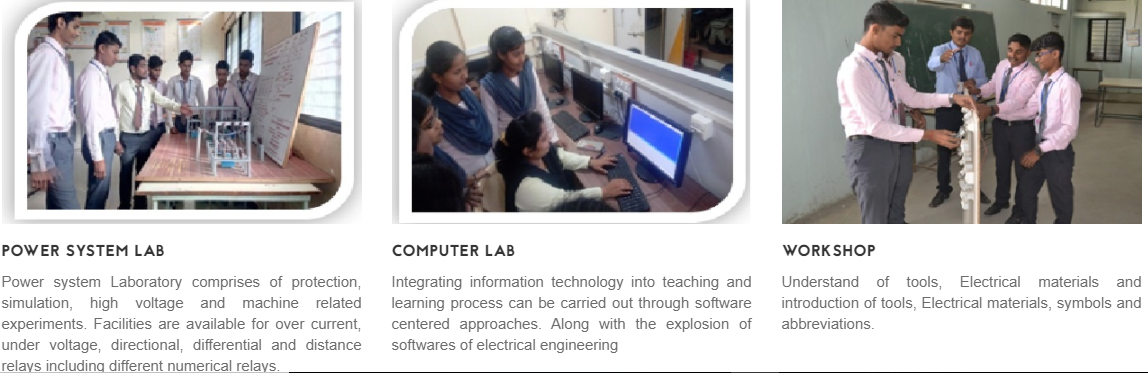 POWER SYSTEM LAB
Power system Laboratory comprises of protection,
simulation, high voltage and machine related
experiments. Facilities are available for over current,
under voltage, directional, differential and distance
relays including different numerical relays.
COMPUTER LAB
Integrating information technology into teaching and
learning process can be carried out through software
centered approaches. Along with the explosion of
softwares of electrical engineering
WORKSHOP
Understand of tools, Electrical materials and
introduction of tools, Electrical materials, symbols and
abbreviations.